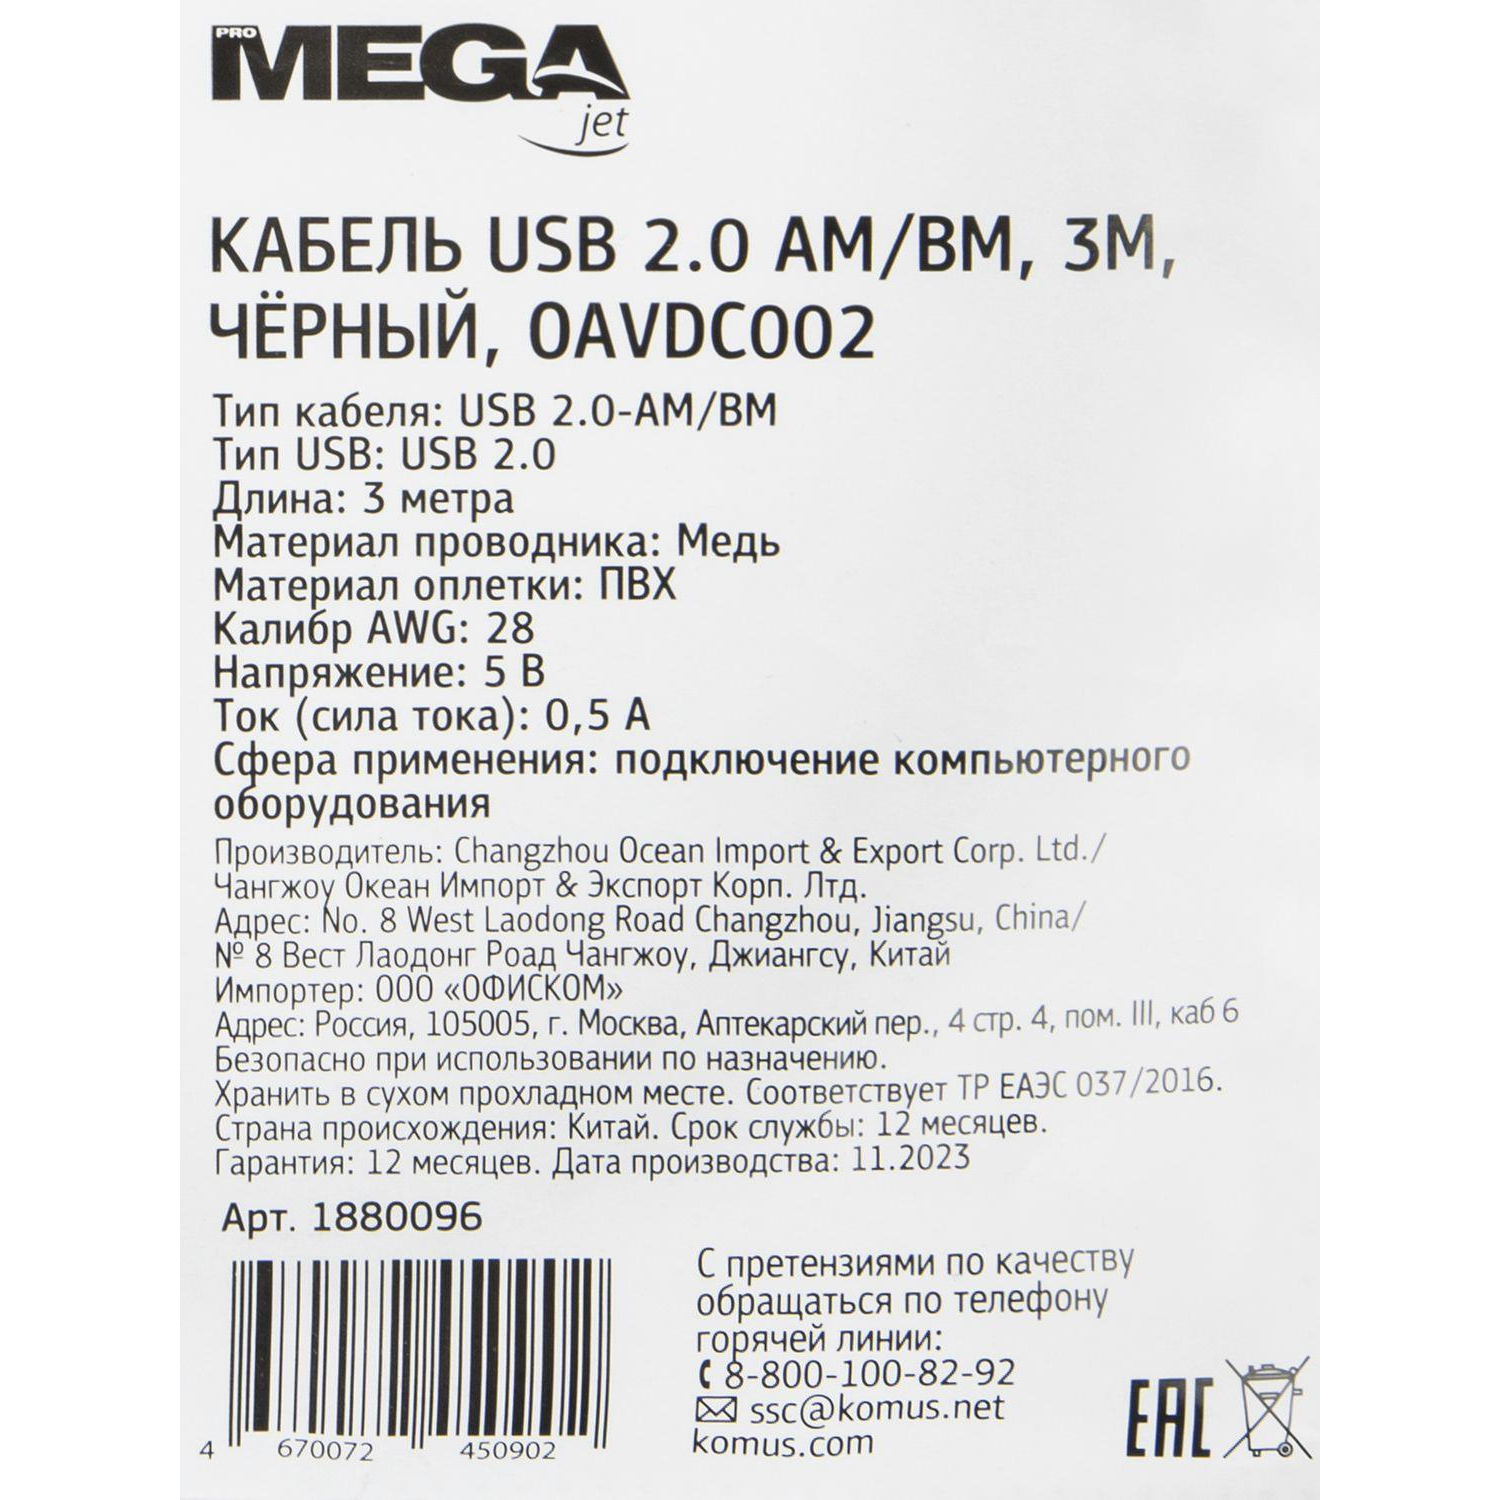 PRO
MEGA
jet
КАБЕЛЬ USB 2.0 AM/BM, 3М,
ЧЁРНЫЙ, OAVDC002
Тип кабеля: USB 2.0-AM/BM
Тип USB: USB 2.0
Длина: 3 метра
Материал проводника: Медь
Материал оплетки: ПВХ
Калибр AWG: 28
Напряжение: 5 В
Ток (сила тока): 0,5 А
Сфера применения: подключение компьютерного
оборудования
Производитель: Changzhou Ocean Import & Export Corp. Ltd./
Чангжоу Океан Импорт & Экспорт Корп. Лтд.
Адрес: No. 8 West Laodong Road Changzhou, Jiangsu, China/
№ 8 Вест Лаодонг Роад Чангжоу, Джиангсу, Китай
Импортер: ООО «ОФИСКОМ»
Адрес: Россия, 105005, г. Москва, Аптекарский пер., 4 стр. 4, пом. III, каб 6
Безопасно при использовании по назначению.
Хранить в сухом прохладном месте. Соответствует ТР ЕАЭС 037/2016.
Страна происхождения: Китай. Срок службы: 12 месяцев.
Гарантия: 12 месяцев. Дата производства: 11.2023
Арт. 1880096
4 670072 450902
С претензиями по качеству
обращаться по телефону
горячей линии:
8-800-100-82-92
ssc@komus.net
komus.com
EAC